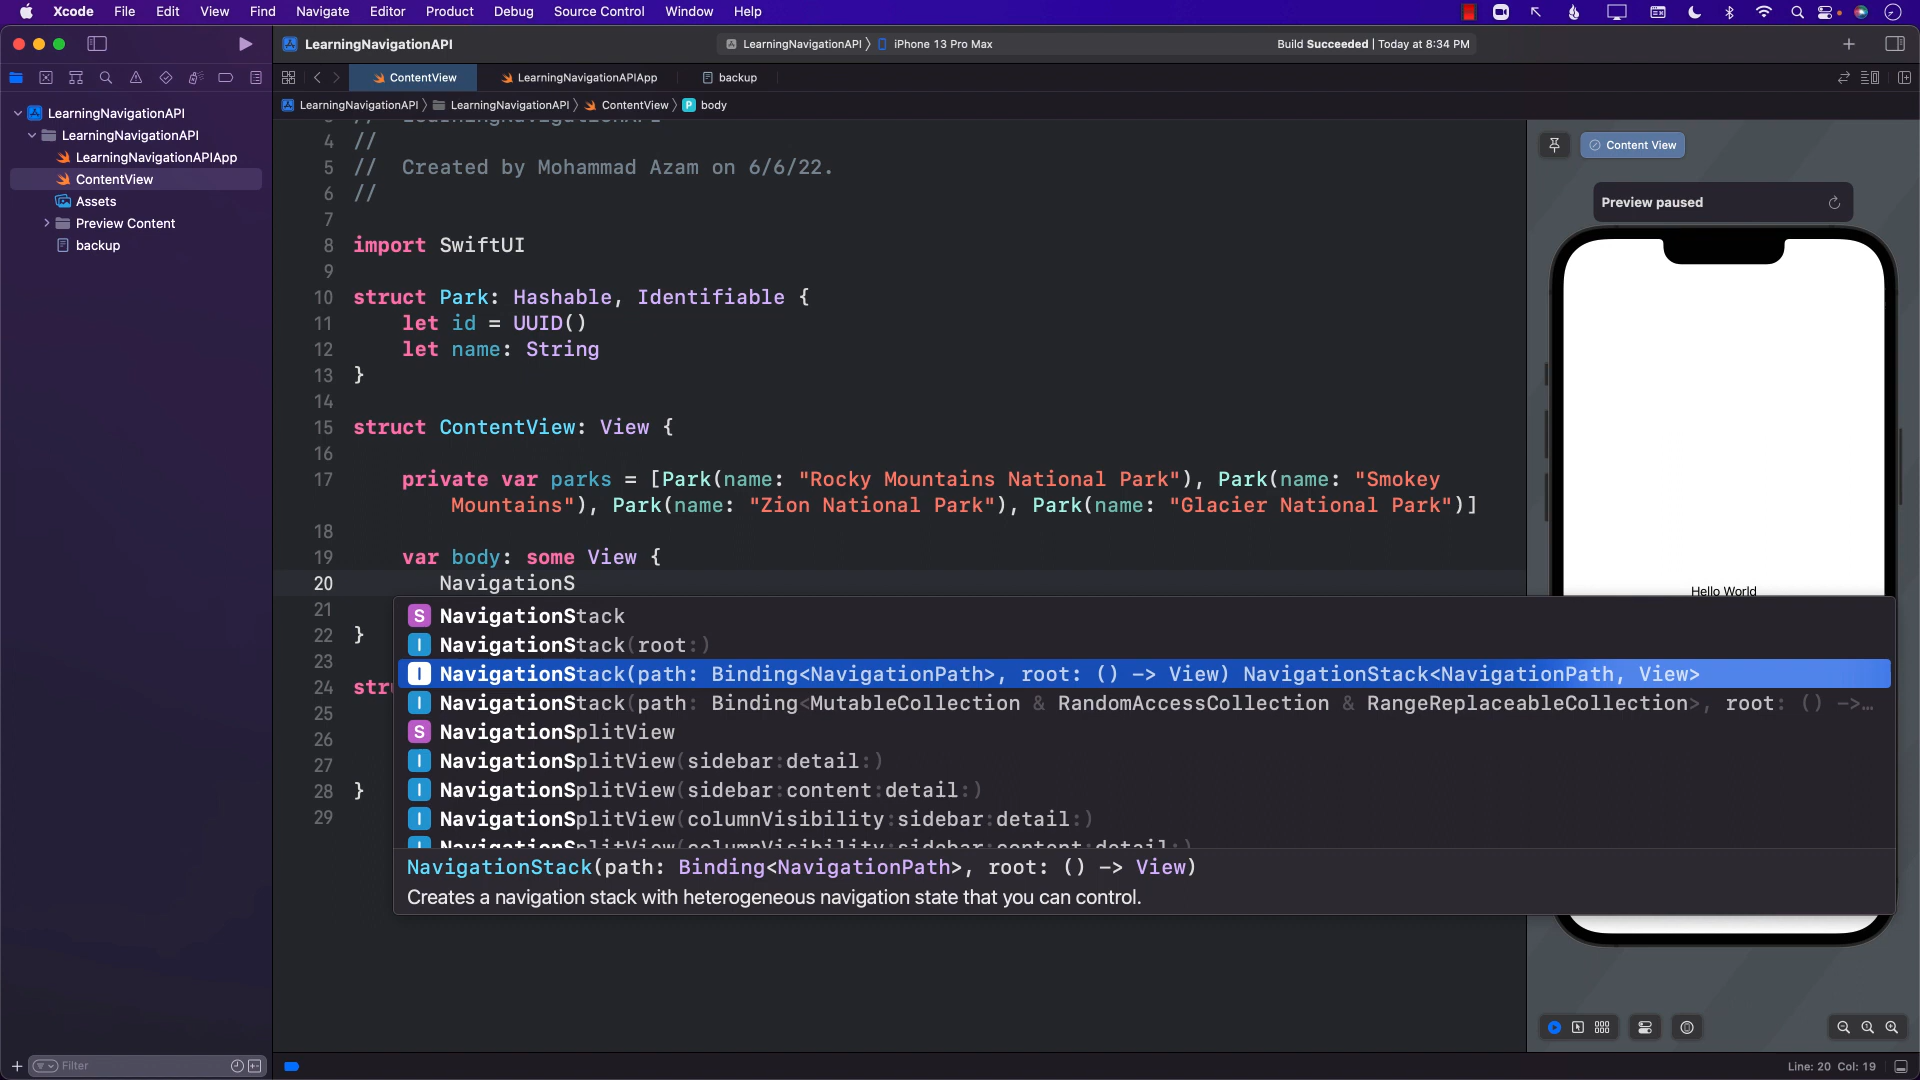 Xcode File Edit View Find Navigate Editor Product Debug Source Control Window Help
LearningNavigationAPI
LearningNavigationAPI 〉 iPhone 13 Pro Max
Build Succeeded | Today at 8:34 PM
ContentView
LearningNavigationAPIApp
backup
LearningNavigationAPI 〉 LearningNavigationAPI 〉 ContentView 〉 P body
LearningNavigationAPI
LearningNavigationAPI
LearningNavigationAPIApp
ContentView
Assets
Preview Content
backup
3 // LearningNavigationAPI
4 //
5 // Created by Mohammad Azam on 6/6/22.
6 //
7
8 import SwiftUI
9
10 struct Park: Hashable, Identifiable {
11 let id = UUID()
12 let name: String
13 }
14
15 struct ContentView: View {
16
17 private var parks = [Park(name: "Rocky Mountains National Park"), Park(name: "Smokey
Mountains"), Park(name: "Zion National Park"), Park(name: "Glacier National Park")]
18
19 var body: some View {
20 NavigationS
21
22 }
23
24 str
25
26
27
28 }
29
S NavigationStack
I NavigationStack(root:)
I NavigationStack(path: Binding<NavigationPath>, root: () -> View) NavigationStack<NavigationPath, View>
I NavigationStack(path: Binding<MutableCollection & RandomAccessCollection & RangeReplaceableCollection>, root: () ->…
S NavigationSplitView
I NavigationSplitView(sidebar:detail:)
I NavigationSplitView(sidebar:content:detail:)
I NavigationSplitView(columnVisibility:sidebar:detail:)
I NavigationSplitView(columnVisibility:sidebar:content:detail:)
NavigationStack(path: Binding<NavigationPath>, root: () -> View)
Creates a navigation stack with heterogeneous navigation state that you can control.
Content View
Preview paused
Hello World
Filter
Line: 20 Col: 19